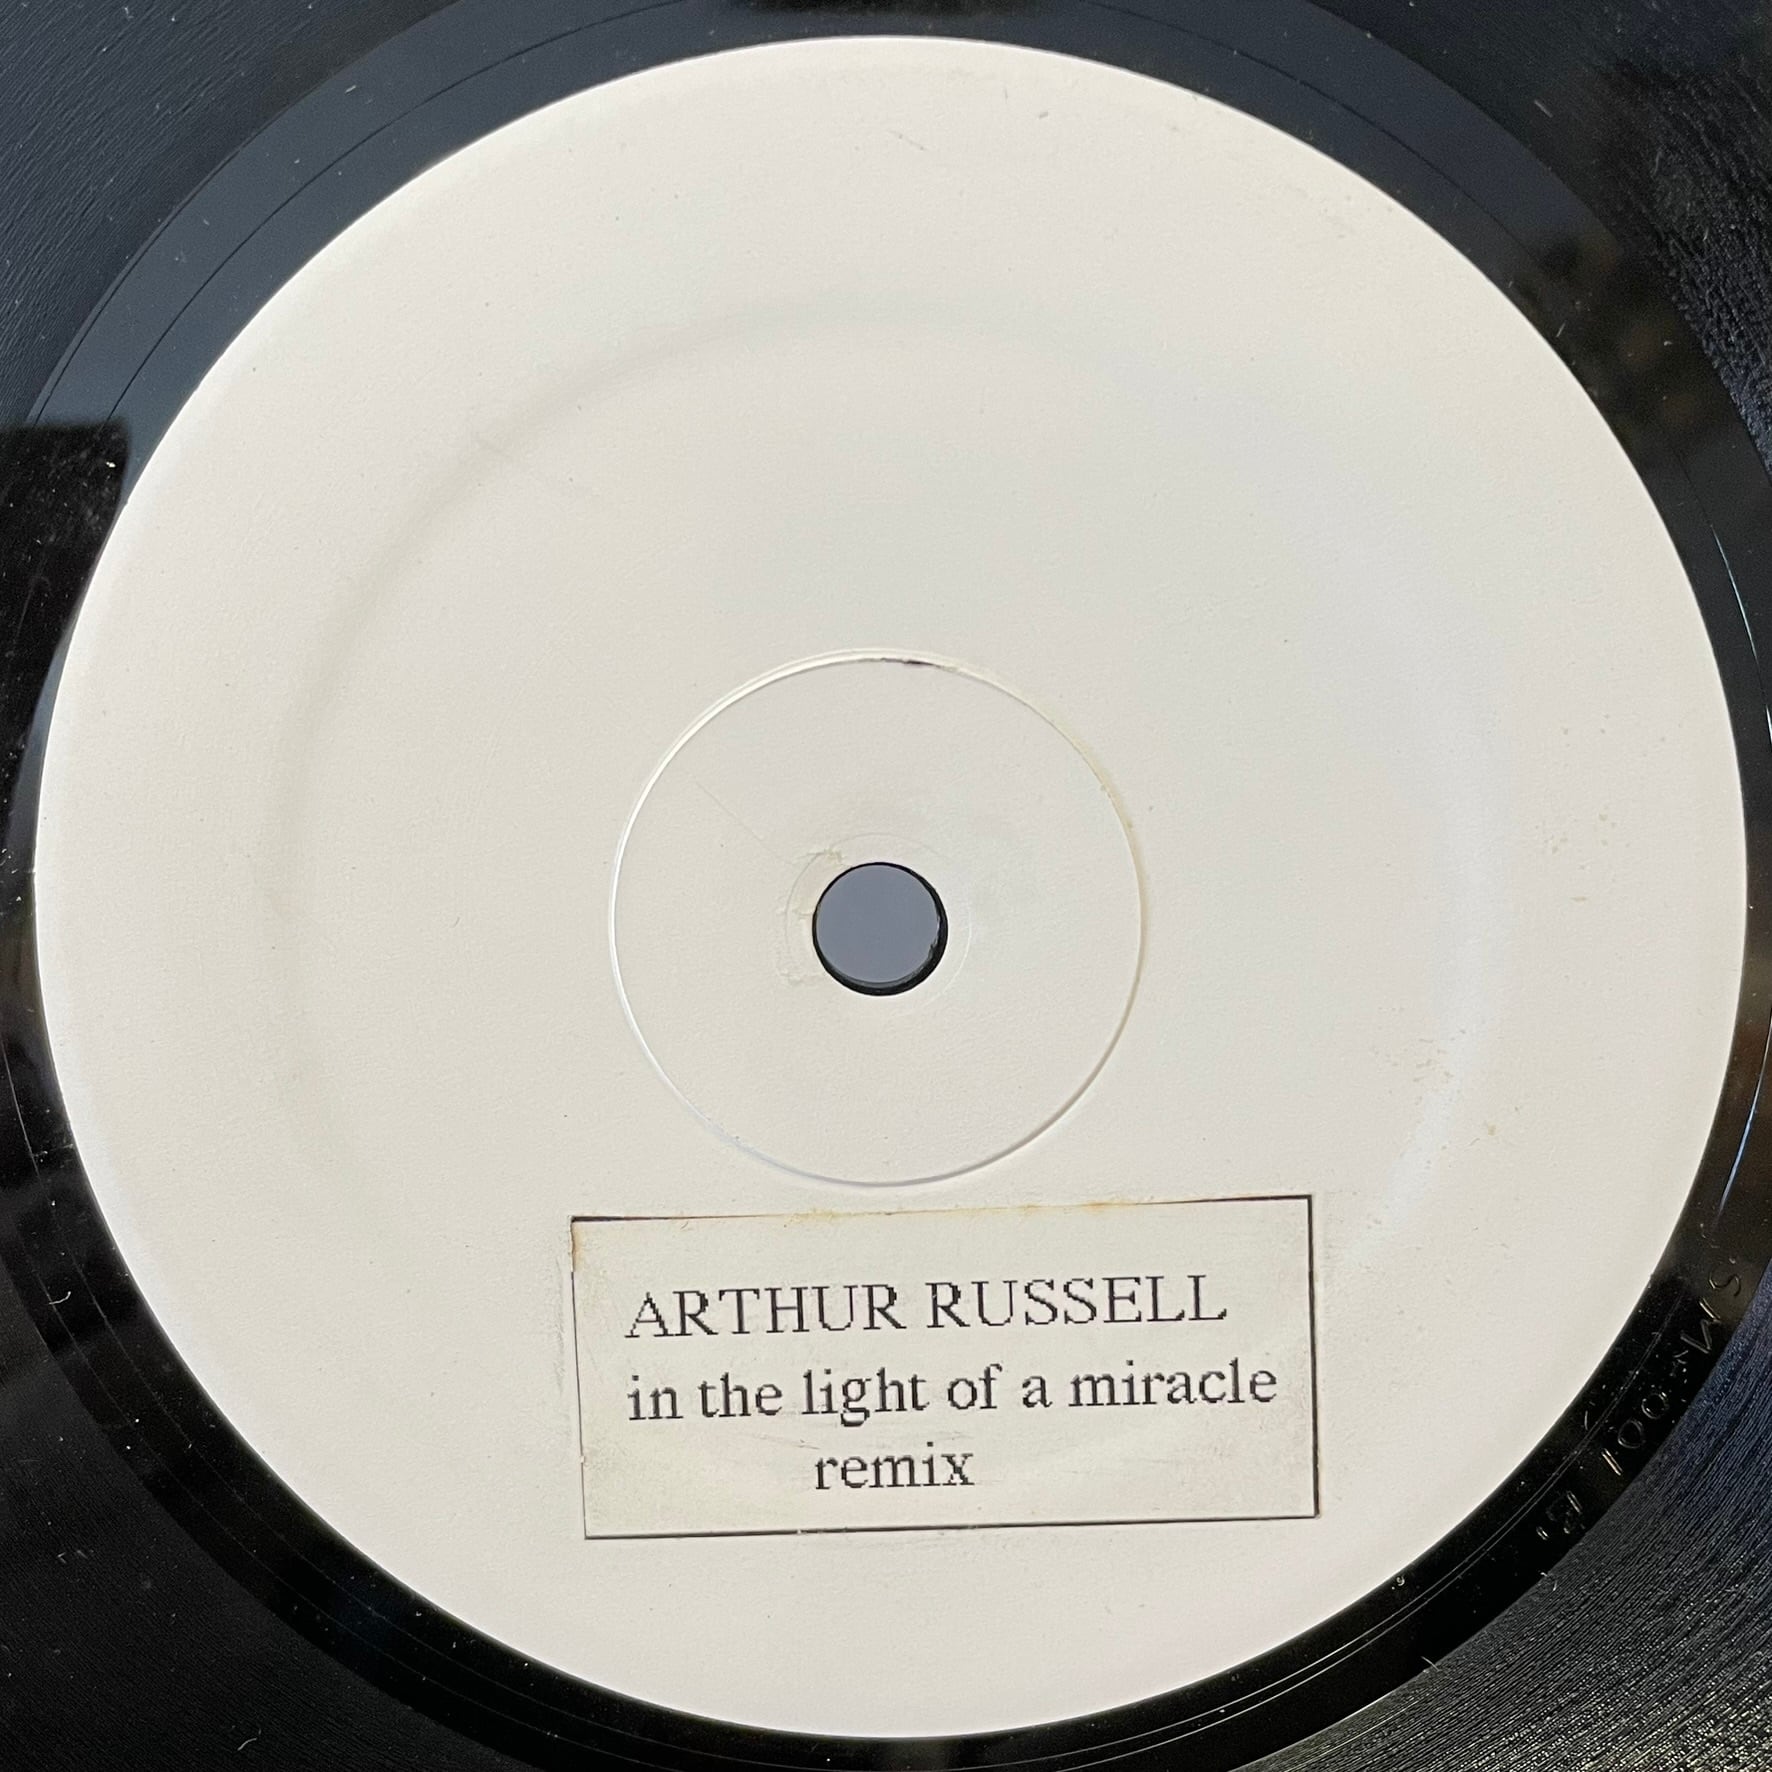 ARTHUR RUSSELL
in the light of a miracle
remix